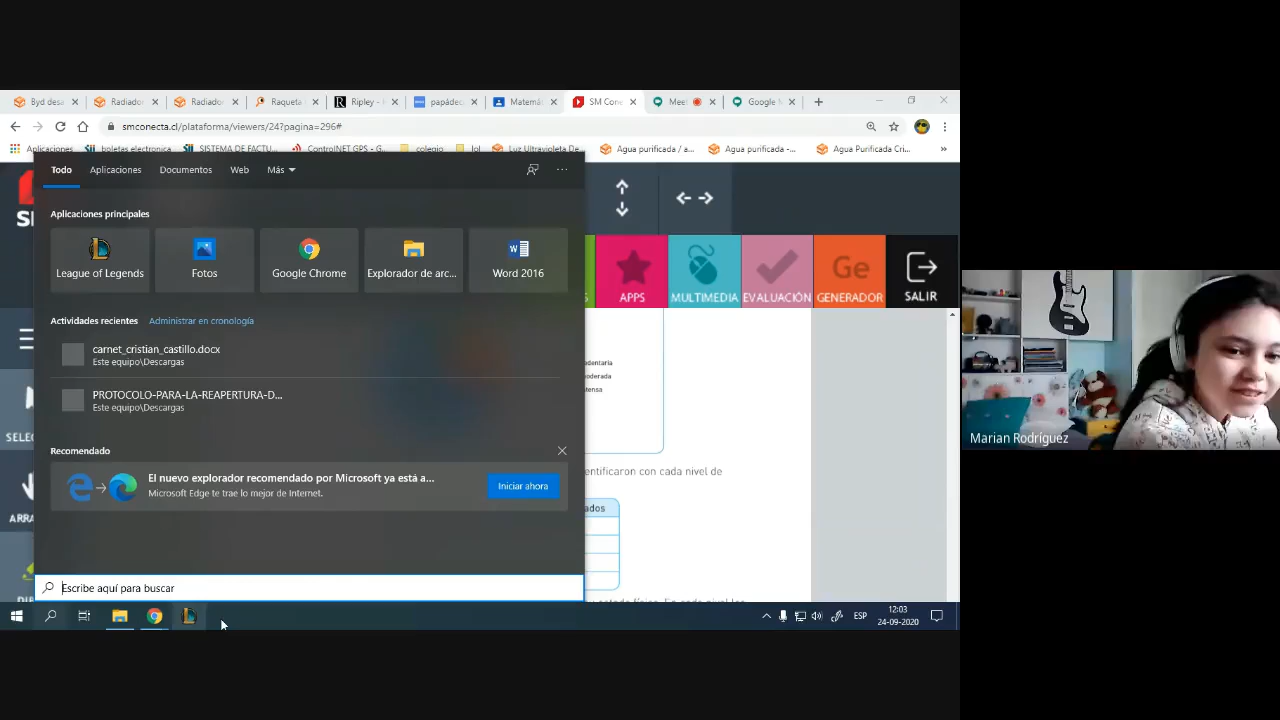 Byd desa
Radiador
Radiador
Raqueta
Ripley -
papádec
Matemá
SM Cone
Meet
Google M
smconecta.cl/plataforma/viewers/24?pagina=296#
Aplicaciones
boletas electronica
SISTEMA DE FACTU...
ControlNET GPS - G...
colegio
lol
Luz Ultravioleta De...
Agua purificada / a...
Agua purificada -...
Agua Purificada Cri...
Todo
Aplicaciones
Documentos
Web
Más
Aplicaciones principales
League of Legends
Fotos
Google Chrome
Explorador de arc...
Word 2016
APPS
MULTIMEDIA
EVALUACIÓN
Ge
GENERADOR
SALIR
Actividades recientes
Administrar en cronología
carnet_cristian_castillo.docx
Este equipo\Descargas
PROTOCOLO-PARA-LA-REAPERTURA-D...
Este equipo\Descargas
Recomendado
El nuevo explorador recomendado por Microsoft ya está a...
Microsoft Edge te trae lo mejor de Internet.
Iniciar ahora
Escribe aquí para buscar
SELEC
ARRA
edentaria
oderada
tensa
entificaron con cada nivel de
ados
ESP
12:03
24-09-2020
Marian Rodríguez